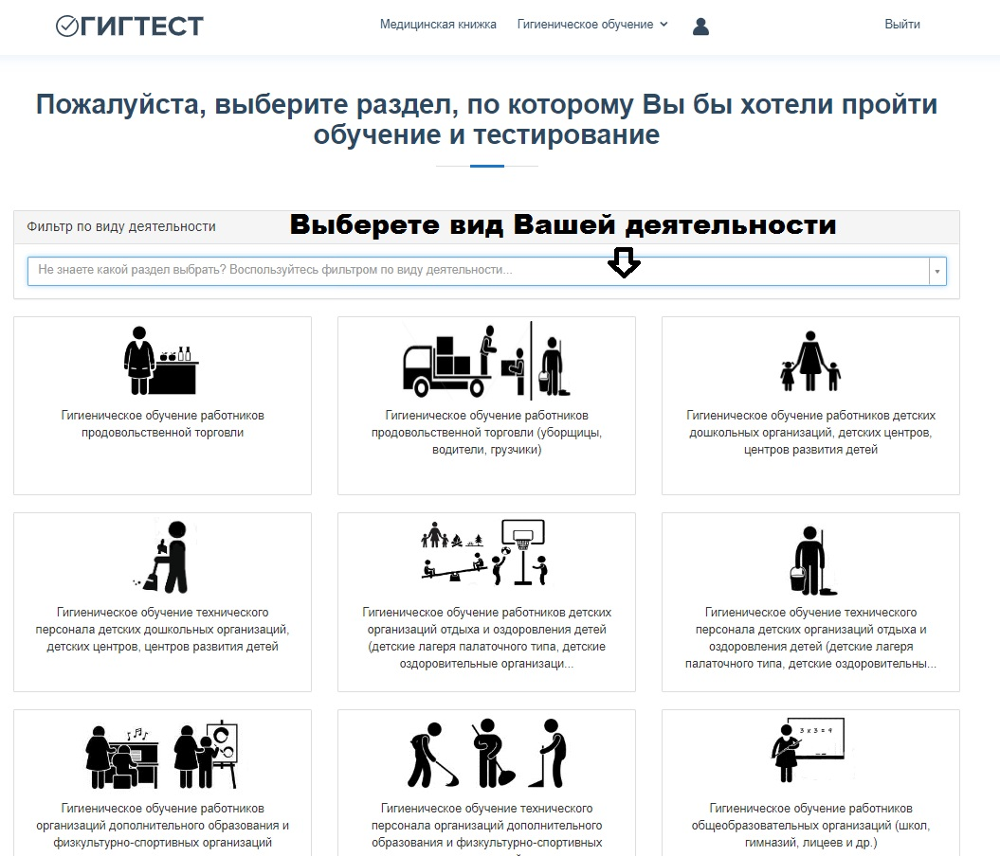 ГИГТЕСТ
Медицинская книжка
Гигиеническое обучение
Выйти
Пожалуйста, выберите раздел, по которому Вы бы хотели пройти
обучение и тестирование
Фильтр по виду деятельности
Выберете вид Вашей деятельности
Не знаете какой раздел выбрать? Воспользуйтесь фильтром по виду деятельности...
Гигиеническое обучение работников
продовольственной торговли
Гигиеническое обучение работников
продовольственной торговли (уборщицы,
водители, грузчики)
Гигиеническое обучение работников детских
дошкольных организаций, детских центров,
центров развития детей
Гигиеническое обучение технического
персонала детских дошкольных организаций,
детских центров, центров развития детей
Гигиеническое обучение работников детских
организаций отдыха и оздоровления детей
(детские лагеря палаточного типа, детские
оздоровительные организаци...
Гигиеническое обучение технического
персонала детских организаций отдыха и
оздоровления детей (детские лагеря
палаточного типа, детские оздоровительны...
Гигиеническое обучение работников
организаций дополнительного образования и
физкультурно-спортивных организаций
Гигиеническое обучение технического
персонала организаций дополнительного
образования и физкультурно-спортивных
3 x 3 = 9
Гигиеническое обучение работников
общеобразовательных организаций (школ,
гимназий, лицеев и др.)